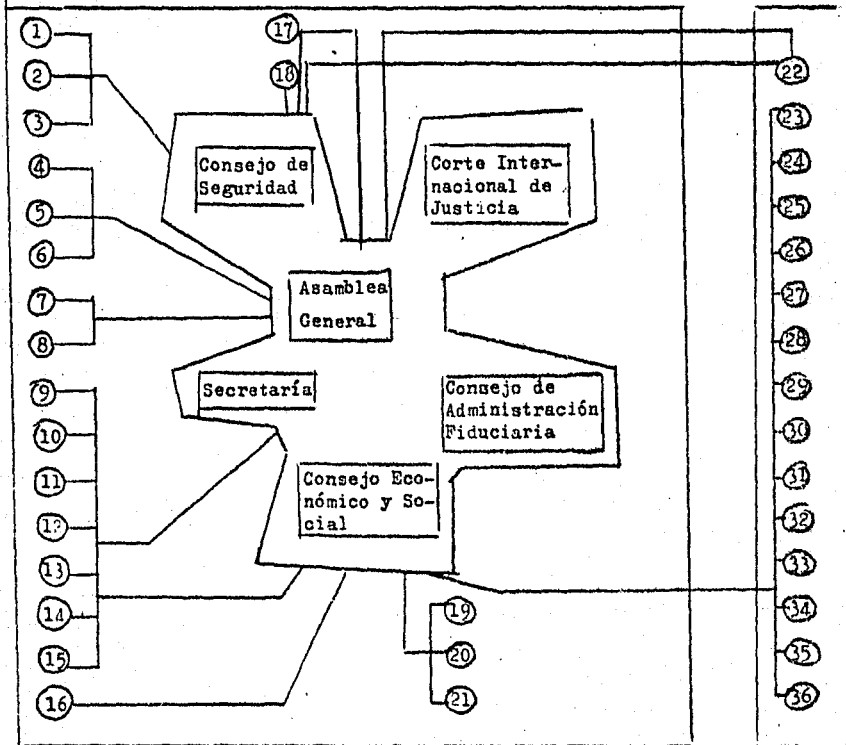 1
2
3
4
5
6
7
8
9
10
11
12
13
14
15
16
17
18
Consejo de
Seguridad
Corte Inter-
nacional de
Justicia
Asamblea
General
Secretaría
Consejo de
Administración
Fiduciaria
Consejo Eco-
nómico y So-
cial
19
20
21
22
23
24
25
26
27
28
29
30
31
32
33
34
35
36